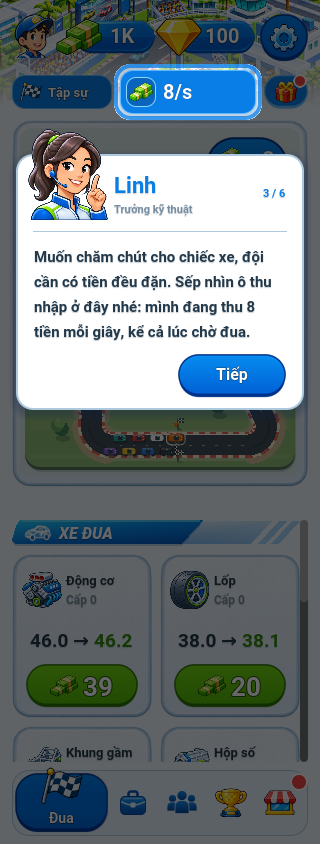 1K
100
Tập sự
8/s
Linh
3 / 6
Trưởng kỹ thuật
Muốn chăm chút cho chiếc xe, đội
cần có tiền đều đặn. Sếp nhìn ô thu
nhập ở đây nhé: mình đang thu 8
tiền mỗi giây, kể cả lúc chờ đua.
Tiếp
XE ĐUA
Động cơ
Cấp 0
46.0 → 46.2
39
Lốp
Cấp 0
38.0 → 38.1
20
Khung gầm
Hộp số
Đua